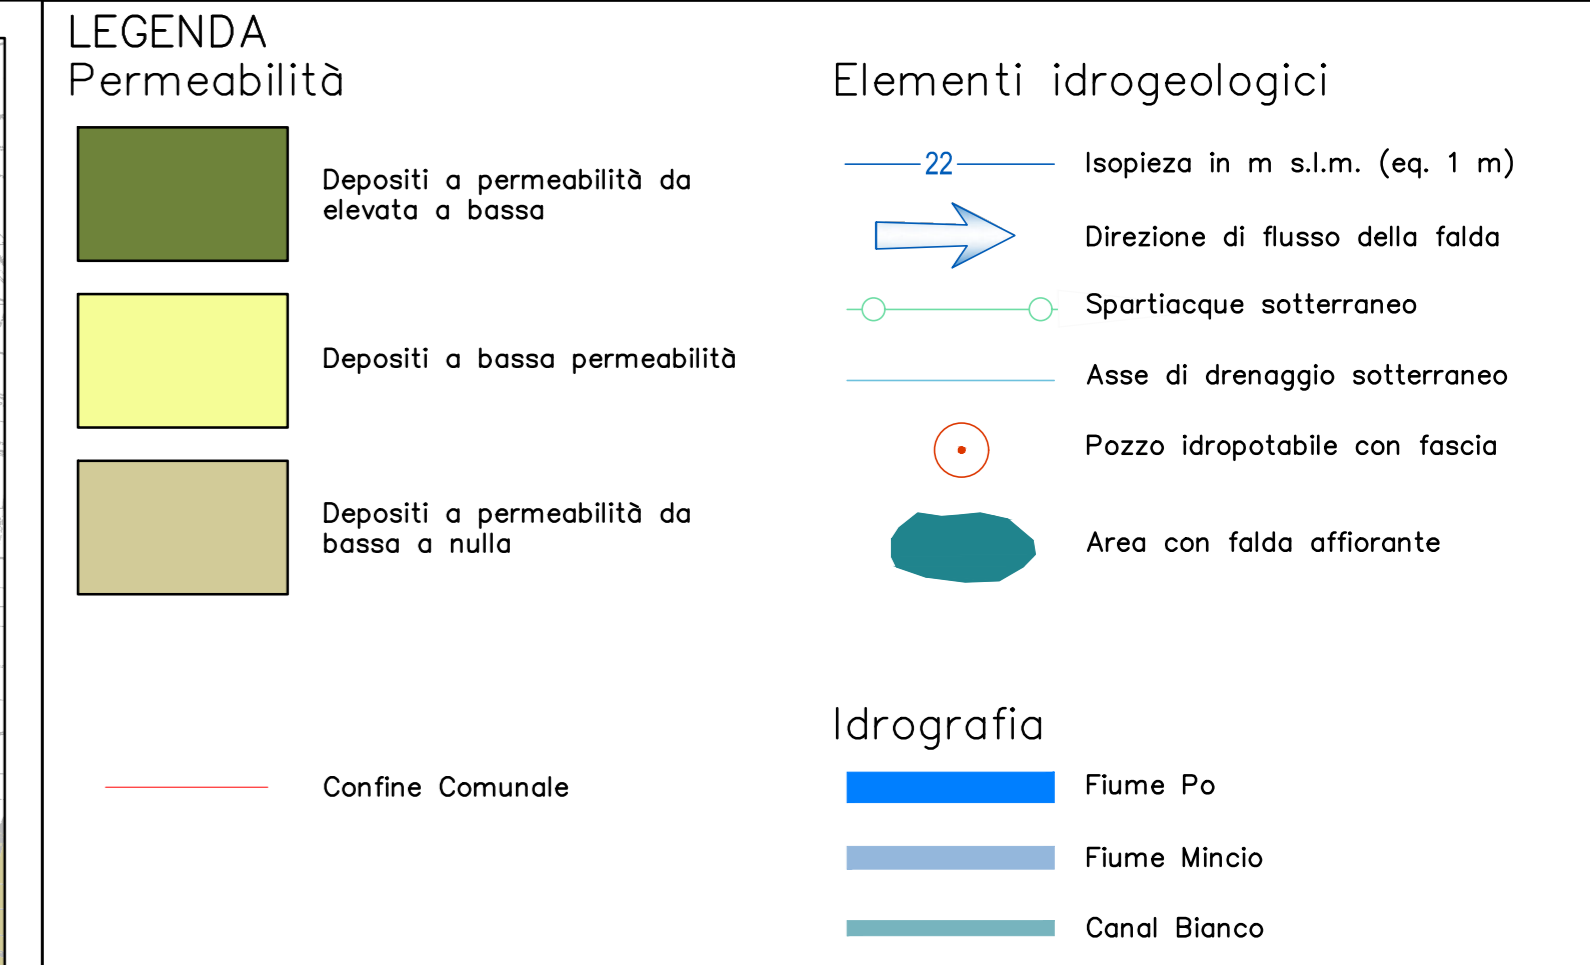 LEGENDA
Permeabilità
Depositi a permeabilità da
elevata a bassa
Depositi a bassa permeabilità
Depositi a permeabilità da
bassa a nulla
Confine Comunale
Elementi idrogeologici
22
Isopieza in m s.l.m. (eq. 1 m)
Direzione di flusso della falda
Spartiacque sotterraneo
Asse di drenaggio sotterraneo
Pozzo idropotabile con fascia
Area con falda affiorante
Idrografia
Fiume Po
Fiume Mincio
Canal Bianco